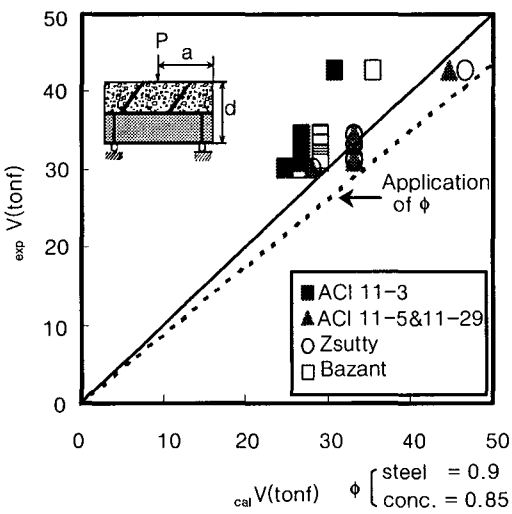 50
40
30
20
10
0
exp V(tonf)
P
a
d
Application
of ϕ
ACI 11-3
ACI 11-5&11-29
Zsutty
Bazant
0
10
20
30
40
50
cal V(tonf)
ϕ
steel = 0.9
conc. = 0.85